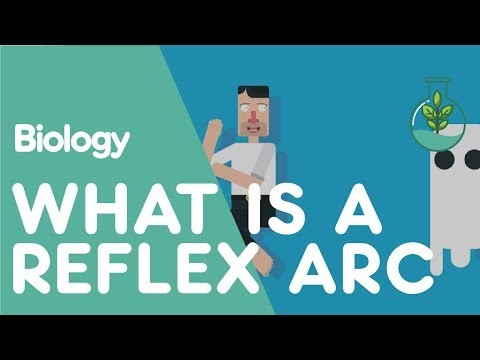 Biology
WHAT IS A
REFLEX ARC